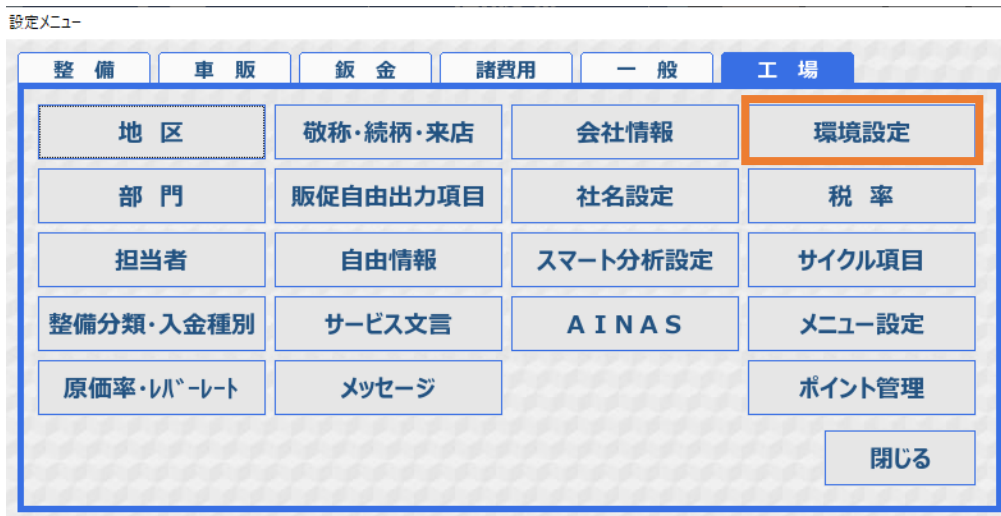 設定メニュー
整 備 車 販 鈑 金 諸費用 一 般 工 場
地 区 敬称・続柄・来店 会社情報 環境設定
部 門 販促自由出力項目 社名設定 税 率
担当者 自由情報 スマート分析設定 サイクル項目
整備分類・入金種別 サービス文言 ＡＩＮＡＳ メニュー設定
原価率・ﾚﾊﾞｰﾚｰﾄ メッセージ ポイント管理
閉じる